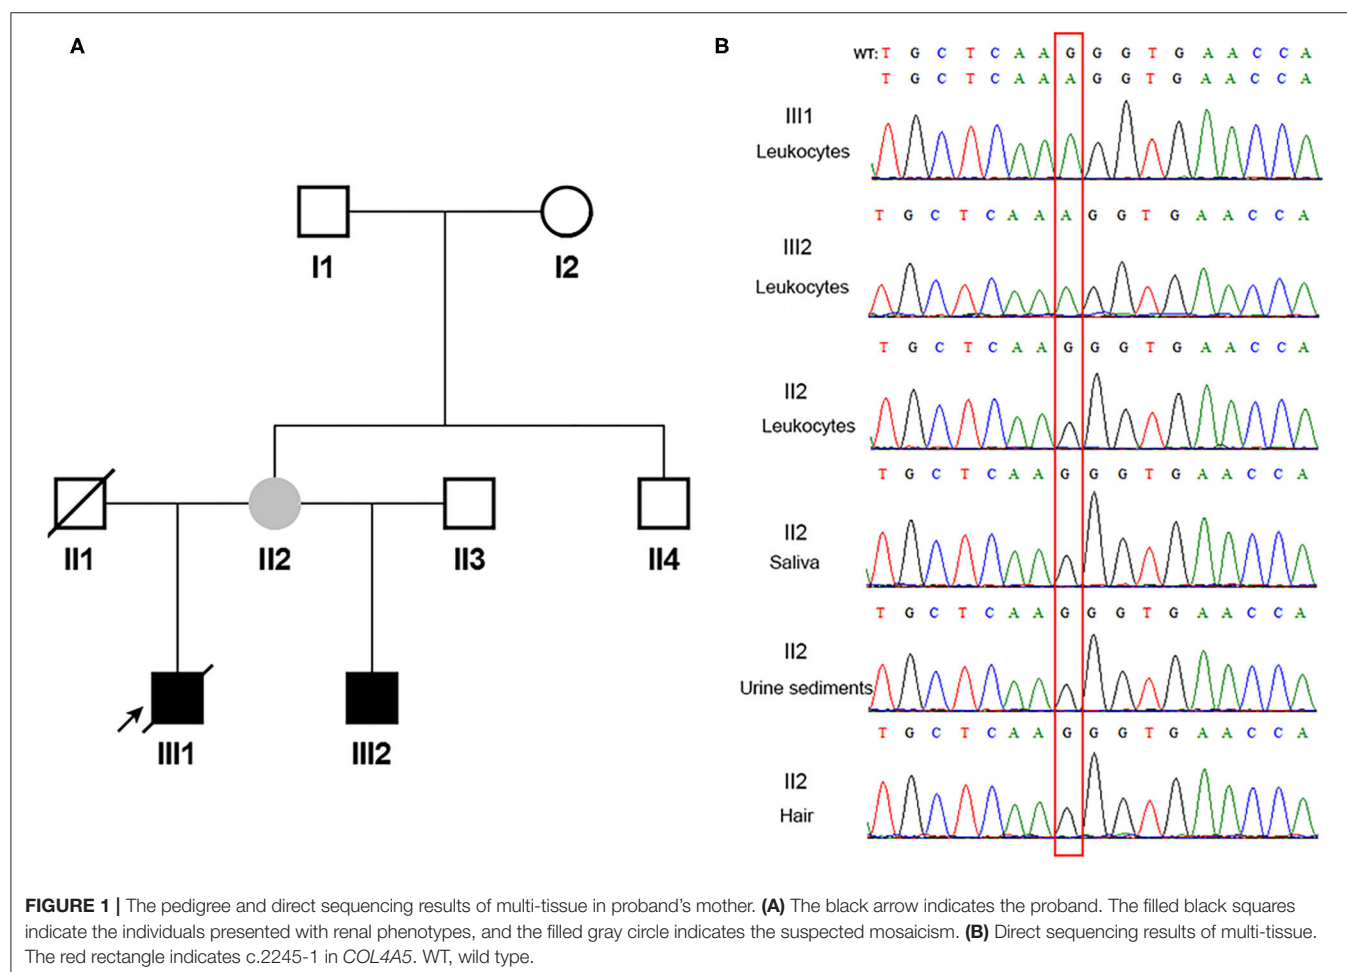 A
I1
I2
II1
II2
II3
II4
III1
III2
B
WT: T G C T C A A G G G T G A A C C A
T G C T C A A A G G T G A A C C A
III1
Leukocytes
T G C T C A A A G G T G A A C C A
III2
Leukocytes
T G C T C A A G G G T G A A C C A
II2
Leukocytes
T G C T C A A G G G T G A A C C A
II2
Saliva
T G C T C A A G G G T G A A C C A
II2
Urine sediments
T G C T C A A G G G T G A A C C A
II2
Hair
FIGURE 1 | The pedigree and direct sequencing results of multi-tissue in proband's mother. (A) The black arrow indicates the proband. The filled black squares
indicate the individuals presented with renal phenotypes, and the filled gray circle indicates the suspected mosaicism. (B) Direct sequencing results of multi-tissue.
The red rectangle indicates c.2245-1 in COL4A5. WT, wild type.